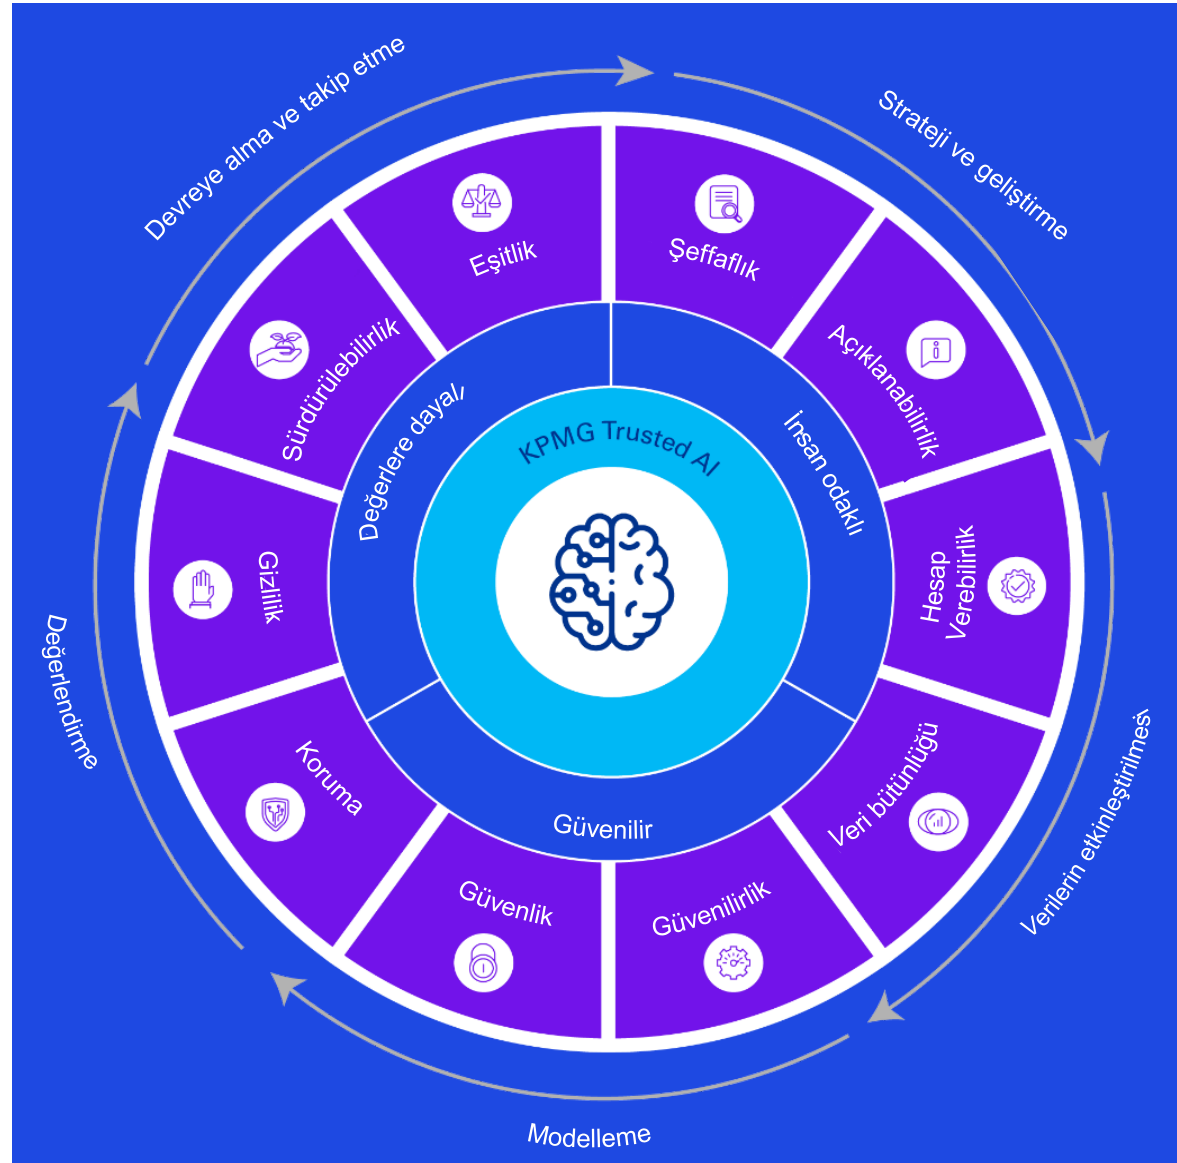 Devreye alma ve takip etme
Strateji ve geliştirme
Eşitlik
Şeffaflık
Sürdürülebilirlik
Açıklanabilirlik
Değerlere dayalı
KPMG Trusted AI
İnsan odaklı
Gizlilik
Hesap
Verebilirlik
Değerlendirme
Verilerin etkinleştirilmesi
Koruma
Veri bütünlüğü
Güvenilir
Güvenlik
Güvenilirlik
Modelleme